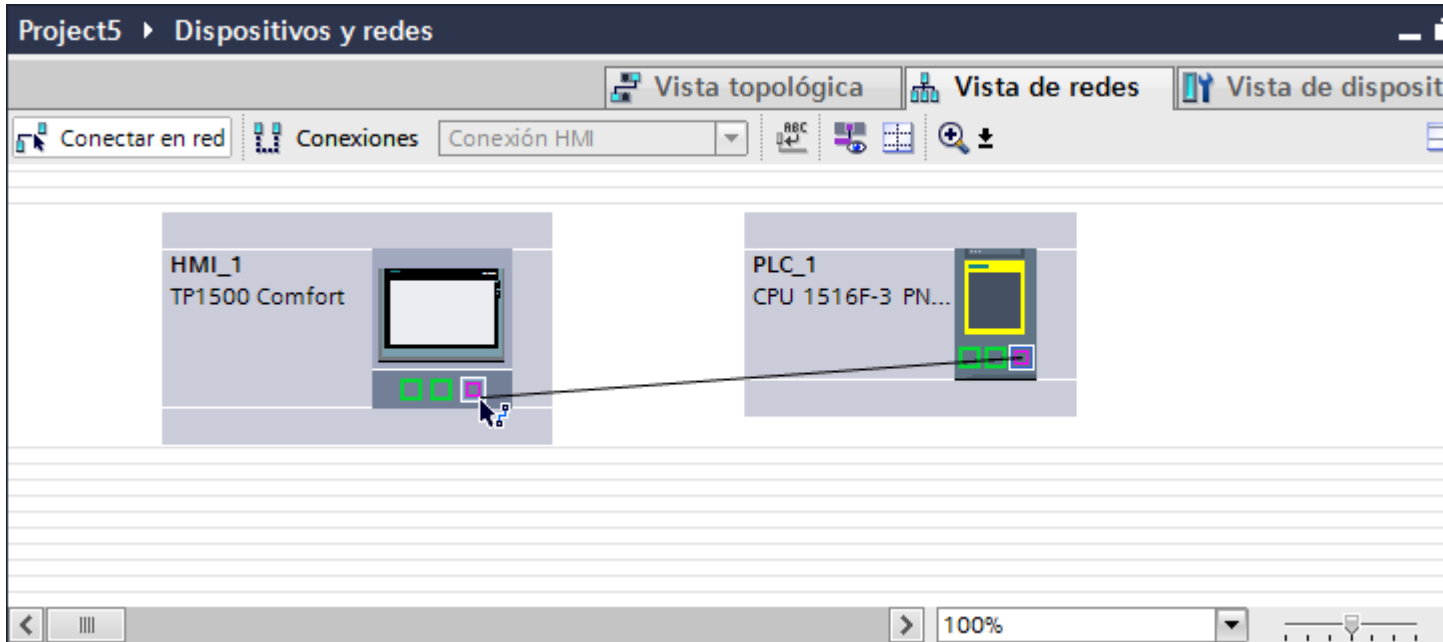 Project5 ▸ Dispositivos y redes
Vista topológica Vista de redes Vista de disposit
Conectar en red Conexiones Conexión HMI ABC
HMI_1
TP1500 Comfort
PLC_1
CPU 1516F-3 PN...
100%